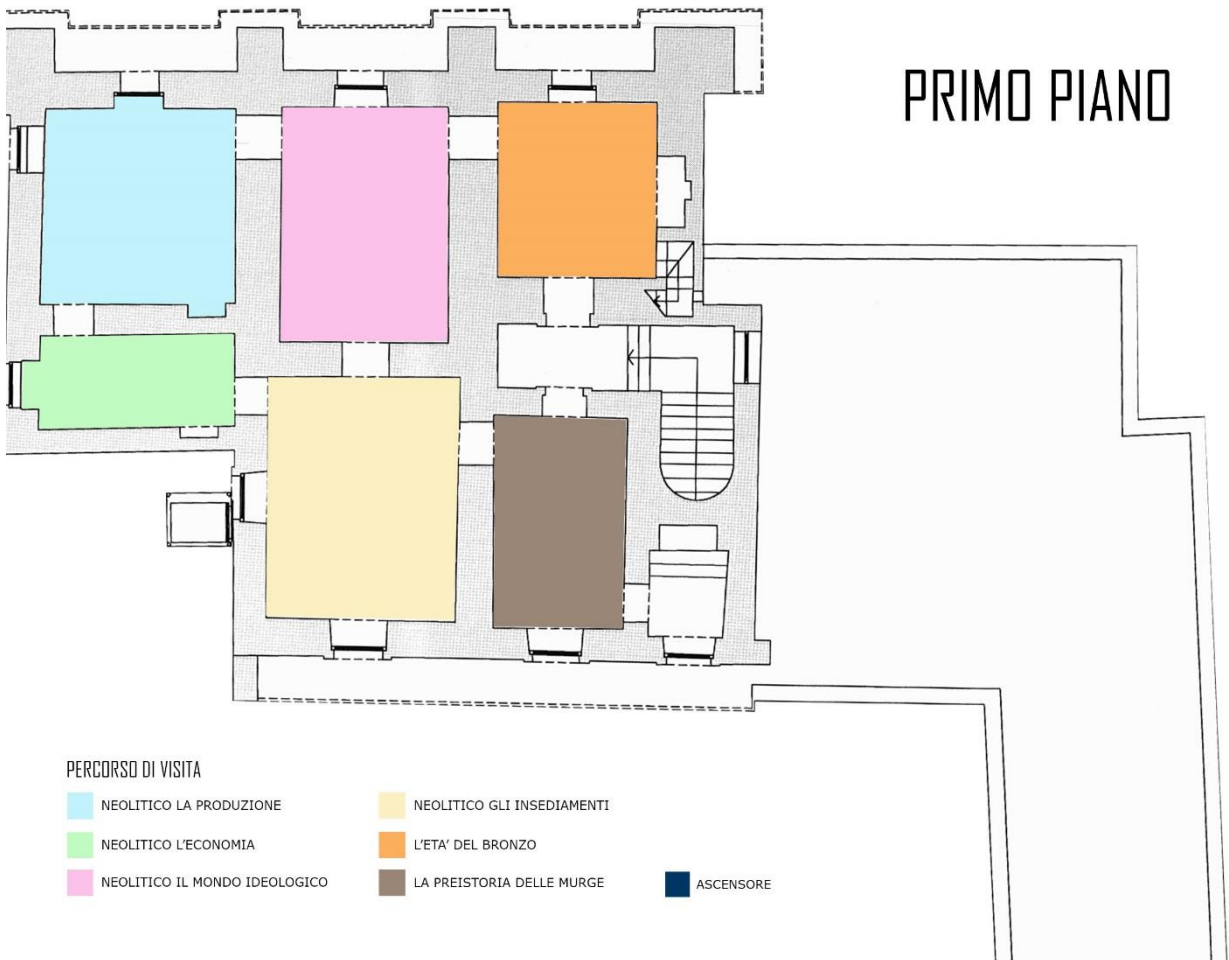 PRIMO PIANO
PERCORSO DI VISITA
NEOLITICO LA PRODUZIONE
NEOLITICO L'ECONOMIA
NEOLITICO IL MONDO IDEOLOGICO
NEOLITICO GLI INSEDIAMENTI
L'ETA' DEL BRONZO
LA PREISTORIA DELLE MURGE
ASCENSORE